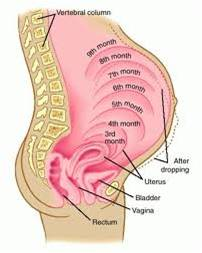 Vertebral column
9th month
8th month
7th month
6th month
5th month
4th month
3rd
month
After
dropping
Uterus
Bladder
Vagina
Rectum